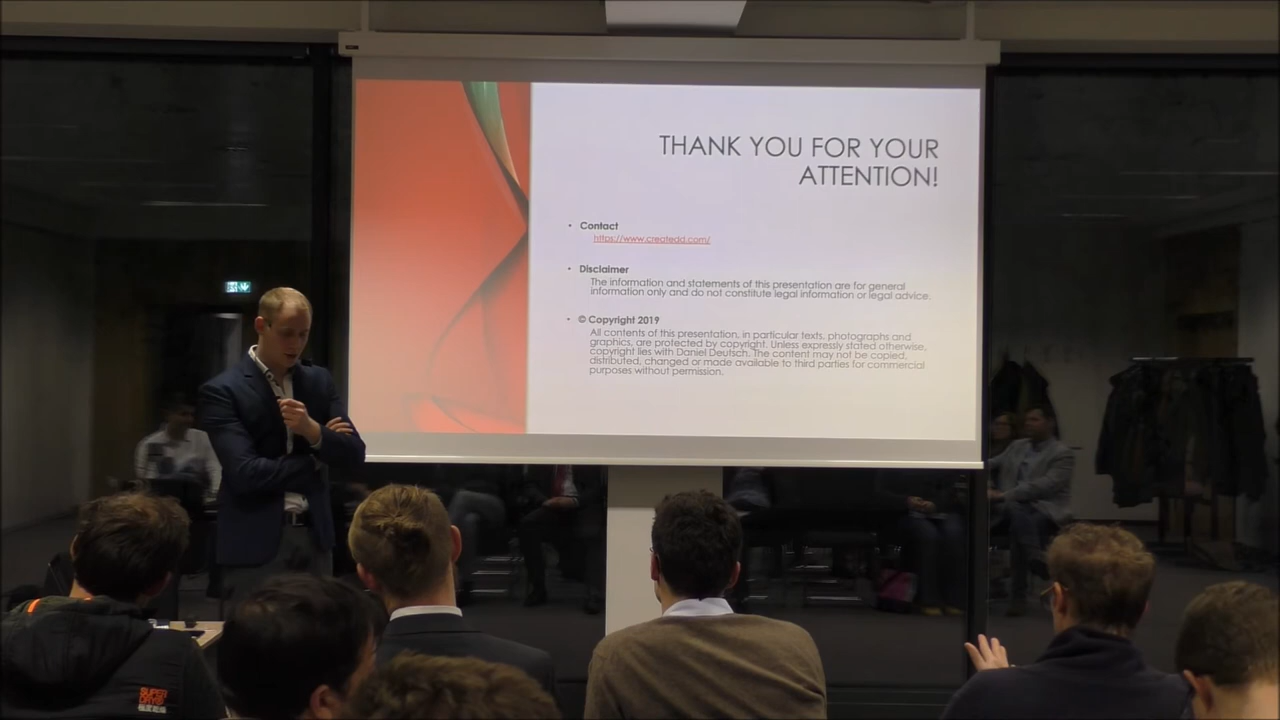 THANK YOU FOR YOUR
ATTENTION!
• Contact
https://www.createdd.com/
• Disclaimer
The information and statements of this presentation are for general
information only and do not constitute legal information or legal advice.
• © Copyright 2019
All contents of this presentation, in particular texts, photographs and
graphics, are protected by copyright. Unless expressly stated otherwise,
copyright lies with Daniel Deutsch. The content may not be copied,
distributed, changed or made available to third parties for commercial
purposes without permission.
SUPER
DRY